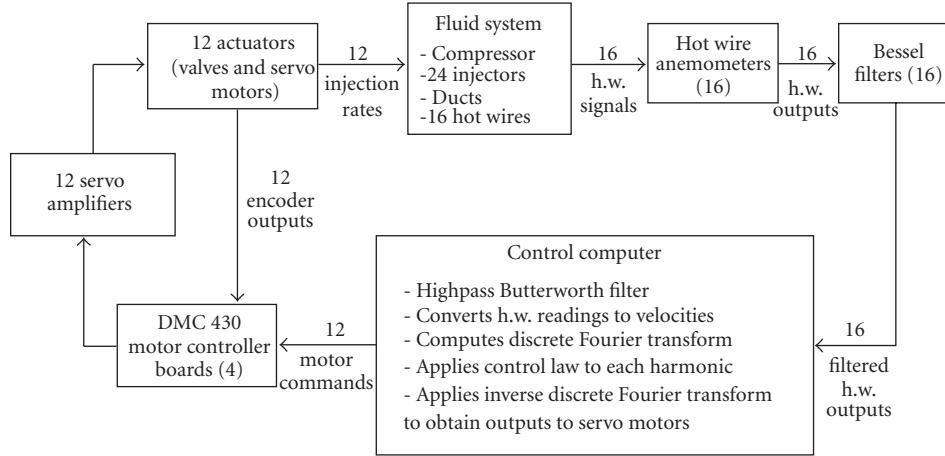 12 actuators
(valves and servo
motors)
12
injection
rates
Fluid system
- Compressor
-24 injectors
- Ducts
-16 hot wires
16
h.w.
signals
Hot wire
anemometers
(16)
16
h.w.
outputs
Bessel
filters (16)
12 servo
amplifiers
12
encoder
outputs
Control computer
- Highpass Butterworth filter
- Converts h.w. readings to velocities
- Computes discrete Fourier transform
- Applies control law to each harmonic
- Applies inverse discrete Fourier transform
to obtain outputs to servo motors
16
filtered
h.w.
outputs
12
motor
commands
DMC 430
motor controller
boards (4)